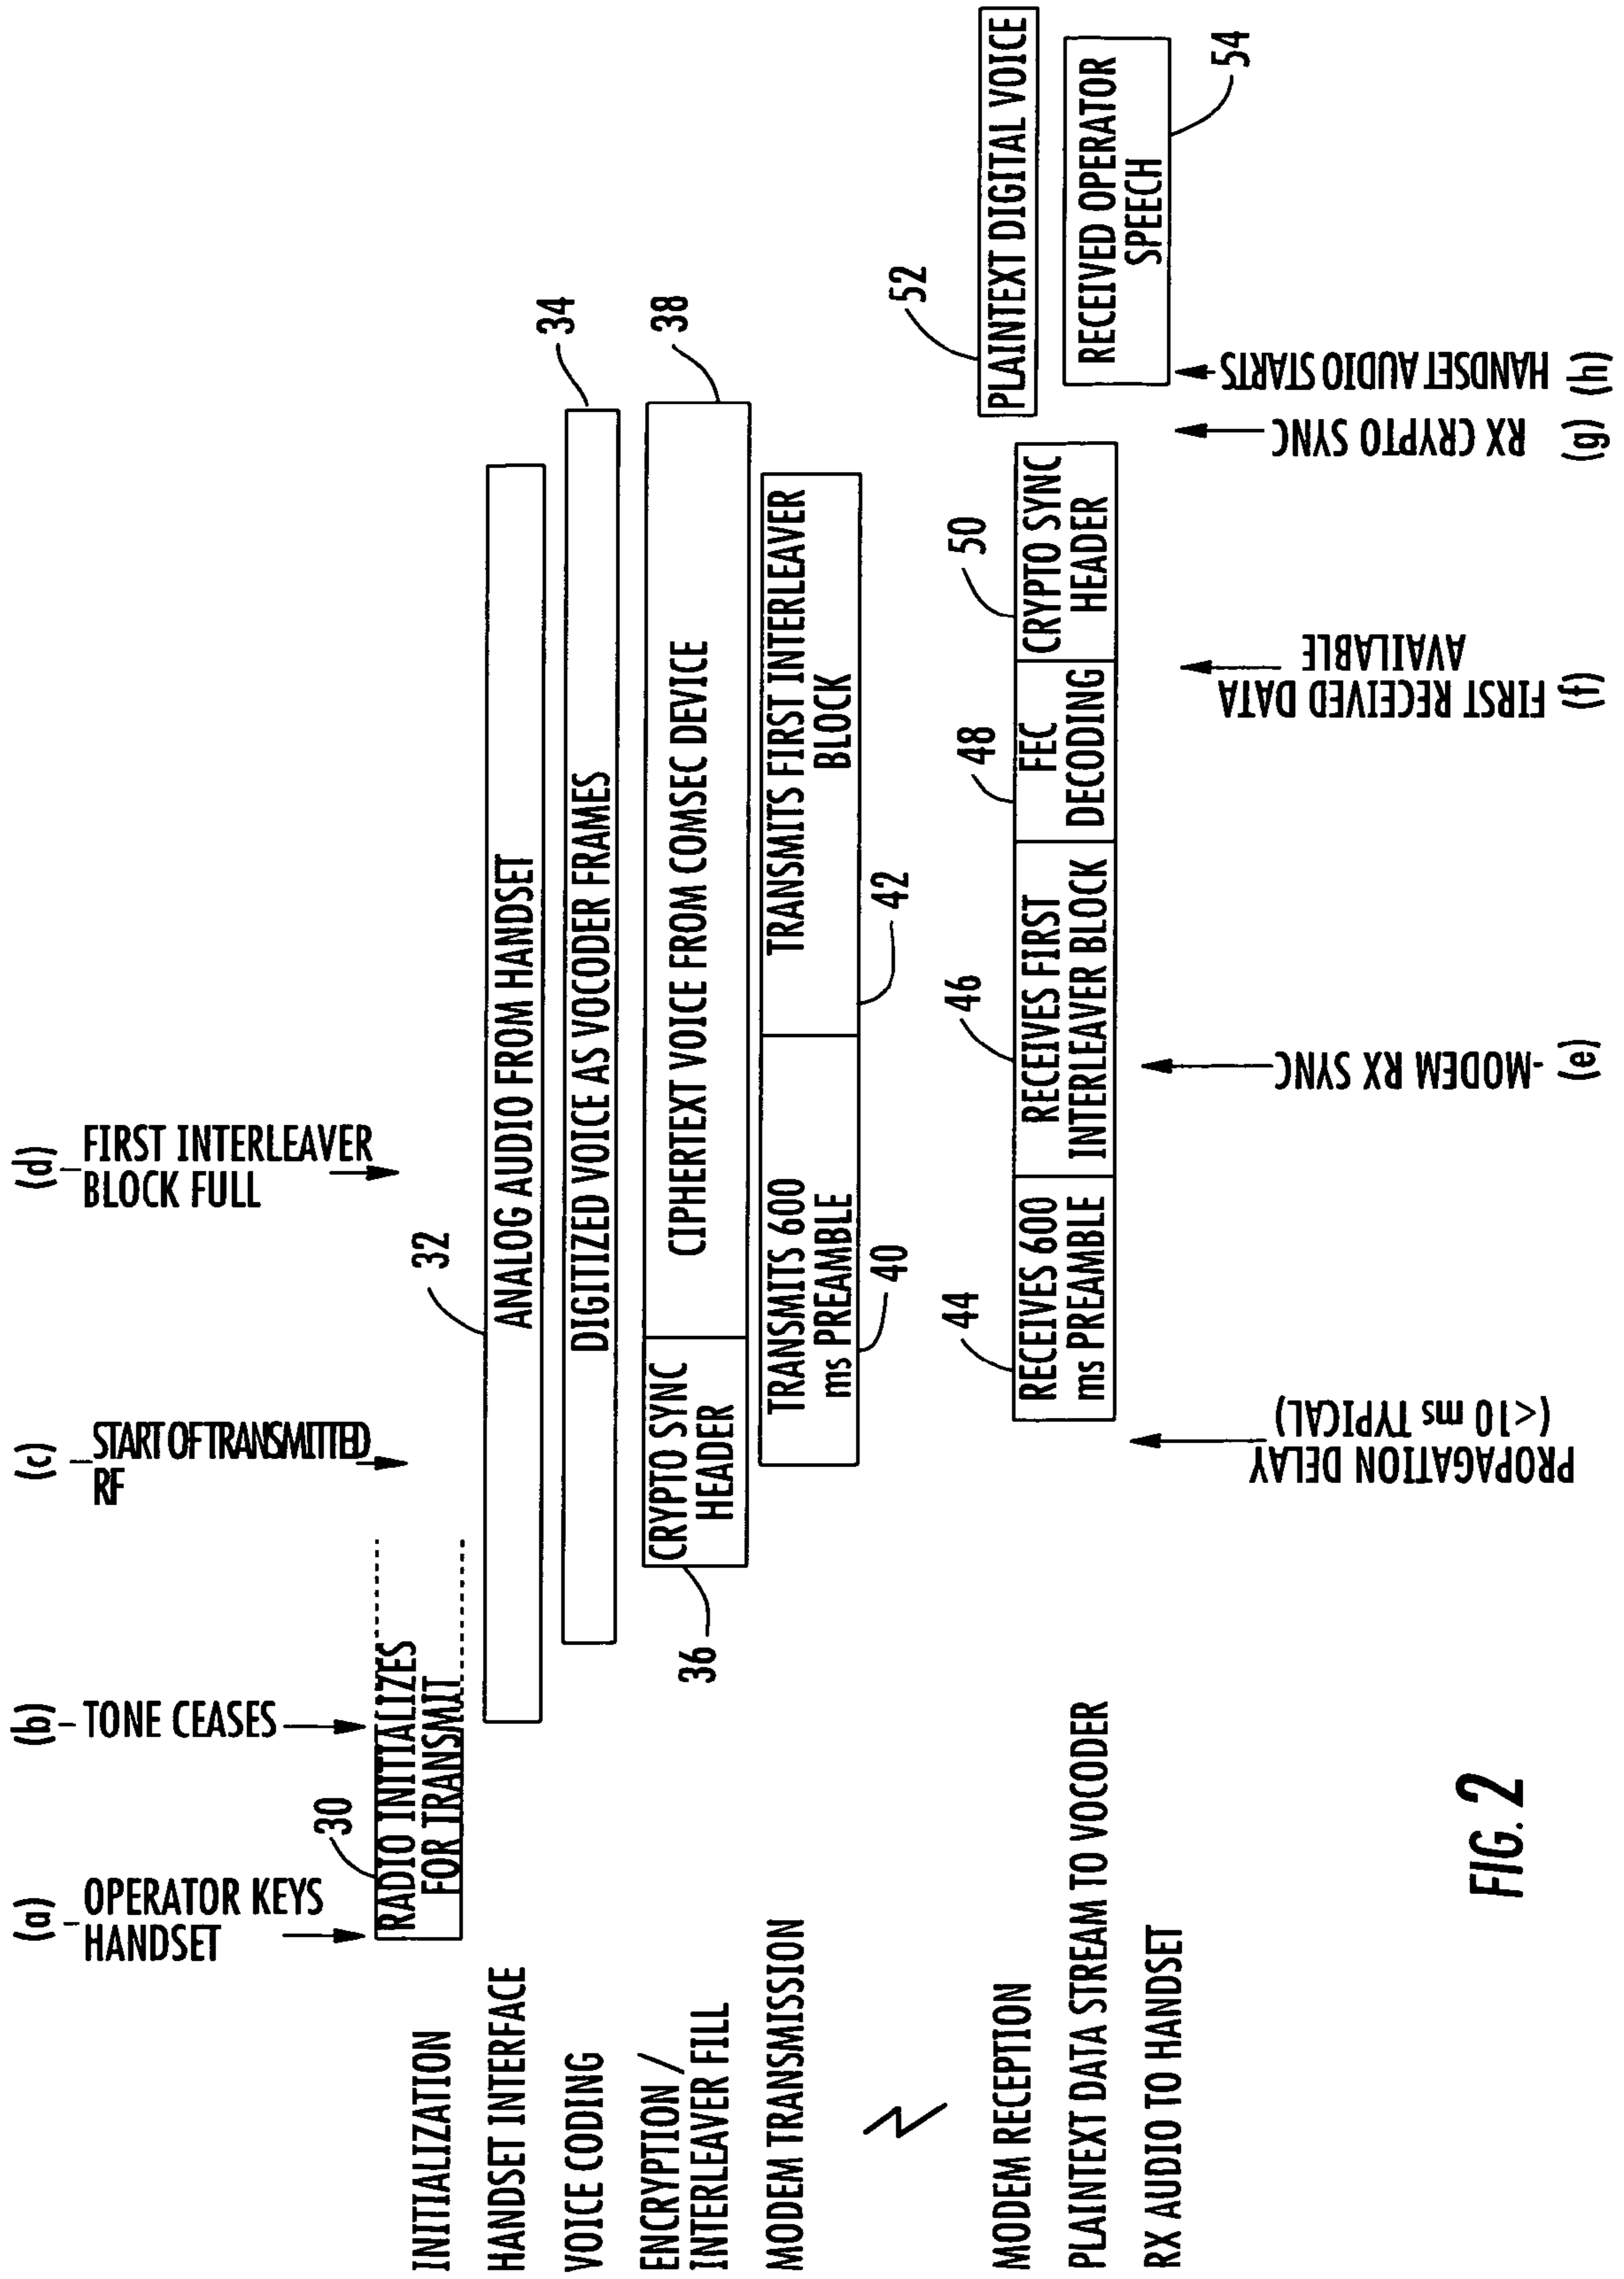 (a)
OPERATOR KEYS
HANDSET
(b)
TONE CEASES
(c)
START OF TRANSMITTED
RF
(d)
FIRST INTERLEAVER
BLOCK FULL
INITIALIZATION
30
RADIO INITIALIZES
FOR TRANSMIT
HANDSET INTERFACE
32
ANALOG AUDIO FROM HANDSET
VOICE CODING
DIGITIZED VOICE AS VOCODER FRAMES
34
ENCRYPTION /
INTERLEAVER FILL
36
CRYPTO SYNC
HEADER
CIPHERTEXT VOICE FROM COMSEC DEVICE
38
MODEM TRANSMISSION
TRANSMITS 600
ms PREAMBLE
40
TRANSMITS FIRST INTERLEAVER
BLOCK
42
MODEM RECEPTION
44
RECEIVES 600
ms PREAMBLE
46
RECEIVES FIRST
INTERLEAVER BLOCK
48
FEC
DECODING
50
CRYPTO SYNC
HEADER
PLAINTEXT DATA STREAM TO VOCODER
52
PLAINTEXT DIGITAL VOICE
RX AUDIO TO HANDSET
RECEIVED OPERATOR
SPEECH
54
PROPAGATION DELAY
(<10 ms TYPICAL)
MODEM RX SYNC
(e)
FIRST RECEIVED DATA
AVAILABLE
(f)
RX CRYPTO SYNC
(g)
HANDSET AUDIO STARTS
(h)
FIG. 2